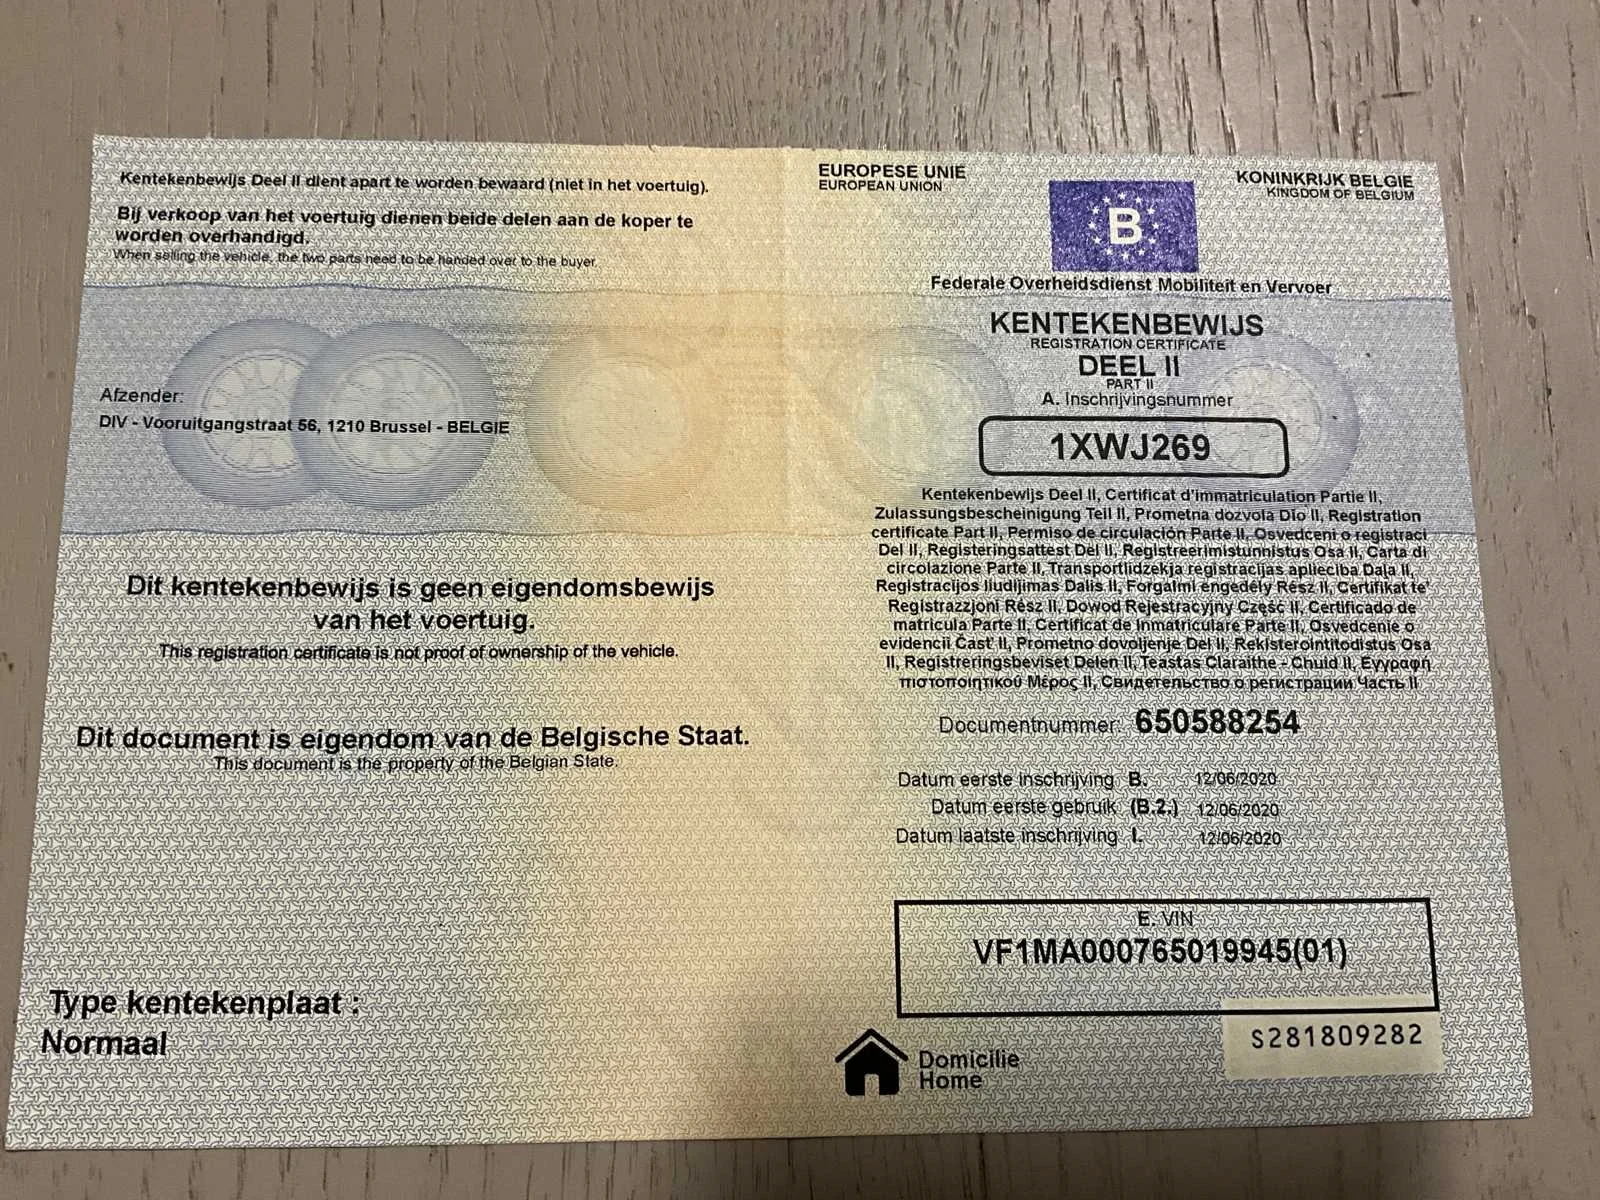 Kentekenbewijs Deel II dient apart te worden bewaard (niet in het voertuig).
Bij verkoop van het voertuig dienen beide delen aan de koper te
worden overhandigd.
When selling the vehicle, the two parts need to be handed over to the buyer.
Afzender:
DIV - Vooruitgangstraat 56, 1210 Brussel - BELGIE
Dit kentekenbewijs is geen eigendomsbewijs
van het voertuig.
This registration certificate is not proof of ownership of the vehicle.
Dit document is eigendom van de Belgische Staat.
This document is the property of the Belgian State.
Type kentekenplaat :
Normaal
EUROPESE UNIE
EUROPEAN UNION
B
KONINKRIJK BELGIE
KINGDOM OF BELGIUM
Federale Overheidsdienst Mobiliteit en Vervoer
KENTEKENBEWIJS
REGISTRATION CERTIFICATE
DEEL II
PART II
A. Inschrijvingsnummer
1XWJ269
Kentekenbewijs Deel II, Certificat d'immatriculation Partie II,
Zulassungsbescheinigung Teil II, Prometna dozvola Dio II, Registration
certificate Part II, Permiso de circulación Parte II, Osvedceni o registraci
Del II, Registeringsattest Del II, Registreerimistunnistus Osa II, Carta di
circolazione Parte II, Transportlidzekja registracijas aplieciba Dala II,
Registracijos liudijimas Dalis II, Forgalmi engedély Rész II, Certifikat te'
Registrazzjoni Rész II, Dowod Rejestracyjny Część II, Certificado de
matricula Parte II, Certificat de Inmatriculare Parte II, Osvedcenie o
evidencii Časť II, Prometno dovoljenje Del II, Rekisterointitodistus Osa
II, Registreringsbeviset Delen II, Teastas Claraithe - Chuid II, Εγγραφή
πιστοποιητικού Μέρος II, Свидетельство о регистрации Часть II
Documentnummer: 650588254
Datum eerste inschrijving B. 12/06/2020
Datum eerste gebruik (B.2.) 12/06/2020
Datum laatste inschrijving I. 12/06/2020
E. VIN
VF1MA000765019945(01)
S281809282
Domicilie
Home